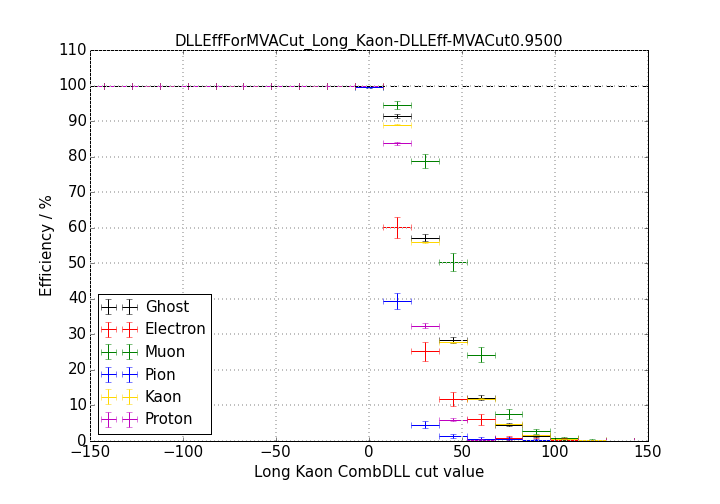 DLLEffForMVACut_Long_Kaon-DLLEff-MVACut0.9500
110
100
90
80
70
60
50
40
30
20
10
0
Efficiency / %
Ghost
Electron
Muon
Pion
Kaon
Proton
−150 −100 −50 0 50 100 150
Long Kaon CombDLL cut value